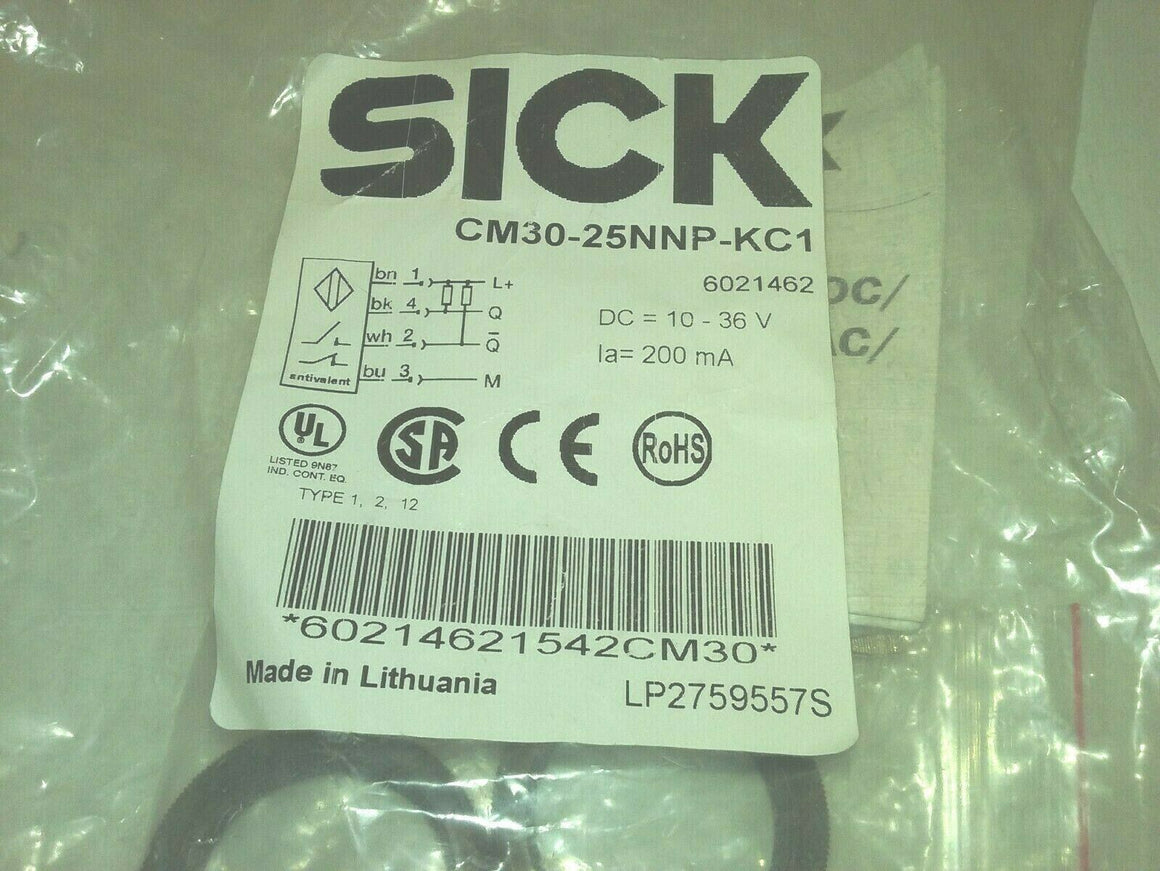 SICK
CM30-25NNP-KC1
6021462
bn 1 L+
bk 4 Q
wh 2 Q̅
bu 3 M
antivalent
DC = 10 - 36 V
Ia= 200 mA
UL
LISTED 9N87
IND. CONT. EQ.
SA
CE
RoHS
TYPE 1, 2, 12
*60214621542CM30*
Made in Lithuania
LP2759557S
K
DC/
AC/